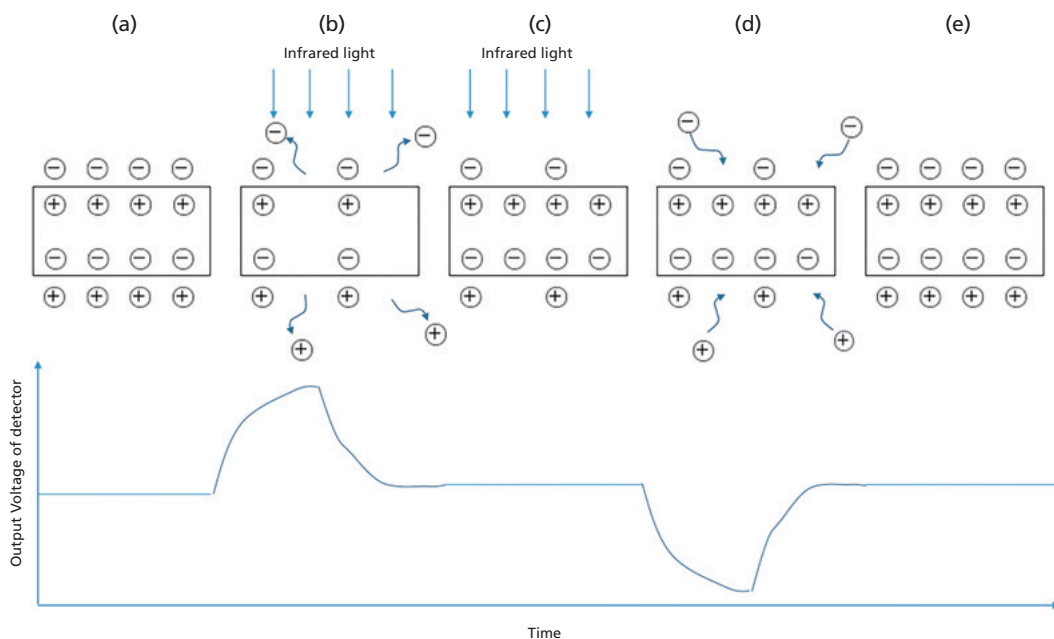 (a) (b) (c) (d) (e)
Infrared light Infrared light
− − − −
+ + + +
− − − −
+ + + +
− −
− −
+ +
− −
+ +
+ +
− −
+ + + +
− − − −
+ +
− −
− −
+ + + +
− − − −
+ +
+ +
− − − −
+ + + +
− − − −
+ + + +
Output Voltage of detector
Time